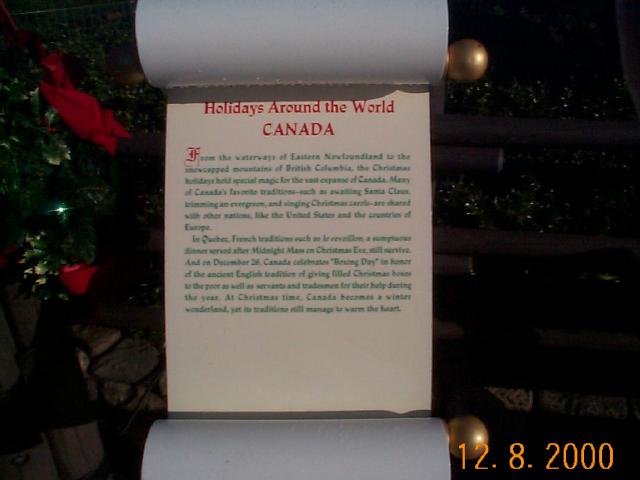 Holidays Around the World
CANADA
From the waterways of Eastern Newfoundland to the
snowcapped mountains of British Columbia, the Christmas
holidays hold special magic for the vast expanse of Canada. Many
of Canada's favorite traditions-such as awaiting Santa Claus,
trimming an evergreen, and singing Christmas carols-are shared
with other nations, like the United States and the countries of
Europe.
In Quebec, French traditions such as le reveillon, a sumptuous
dinner served after Midnight Mass on Christmas Eve, still survive.
And on December 26, Canada celebrates "Boxing Day" in honor
of the ancient English tradition of giving filled Christmas boxes
to the poor as well as servants and tradesmen for their help during
the year. At Christmas time, Canada becomes a winter
wonderland, yet its traditions still manage to warm the heart.
12. 8. 2000